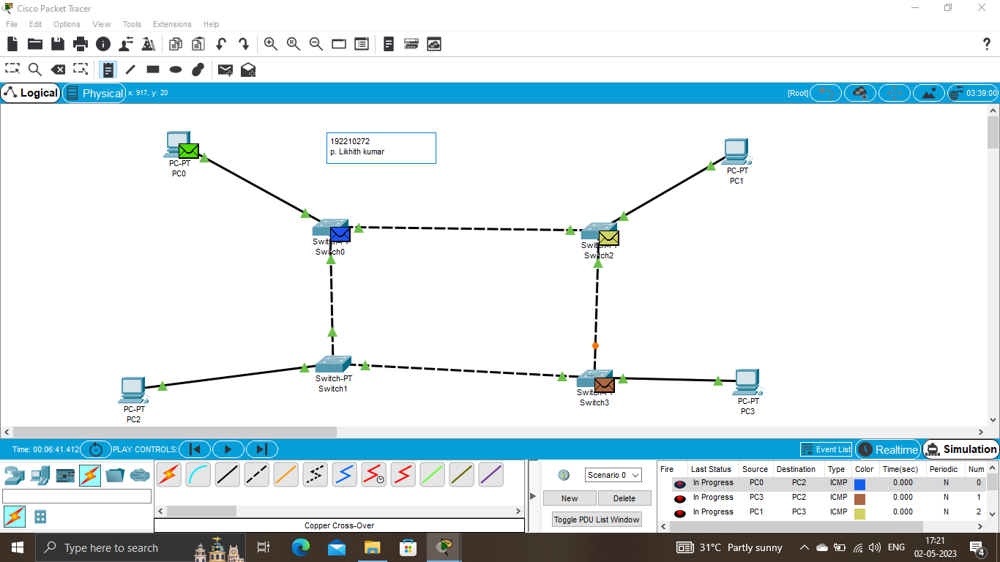 Cisco Packet Tracer
File Edit Options View Tools Extensions Help
Logical Physical x: 917, y: 20 [Root] 03:39:00
192210272
p. Likhith kumar
PC-PT
PC0
PC-PT
PC1
Switch-PT
Switch0
Switch-PT
Switch2
Switch-PT
Switch1
Switch-PT
Switch3
PC-PT
PC2
PC-PT
PC3
Time: 00:06:41.412 PLAY CONTROLS: Event List Realtime Simulation
Scenario 0
New Delete
Toggle PDU List Window
Copper Cross-Over
Fire Last Status Source Destination Type Color Time(sec) Periodic Num
In Progress PC0 PC2 ICMP 0.000 N 0
In Progress PC3 PC2 ICMP 0.000 N 1
In Progress PC1 PC3 ICMP 0.000 N 2
Type here to search
31°C Partly sunny ENG 17:21
02-05-2023 4